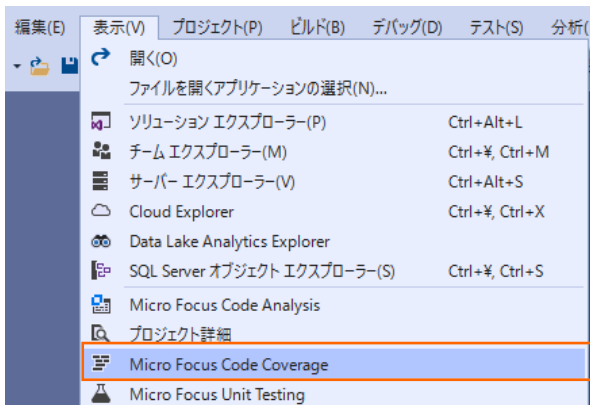 編集(E) 表示(V) プロジェクト(P) ビルド(B) デバッグ(D) テスト(S) 分析(
開く(O)
ファイルを開くアプリケーションの選択(N)...
ソリューション エクスプローラー(P) Ctrl+Alt+L
チーム エクスプローラー(M) Ctrl+¥, Ctrl+M
サーバー エクスプローラー(V) Ctrl+Alt+S
Cloud Explorer Ctrl+¥, Ctrl+X
Data Lake Analytics Explorer
SQL Server オブジェクト エクスプローラー(S) Ctrl+¥, Ctrl+S
Micro Focus Code Analysis
プロジェクト詳細
Micro Focus Code Coverage
Micro Focus Unit Testing